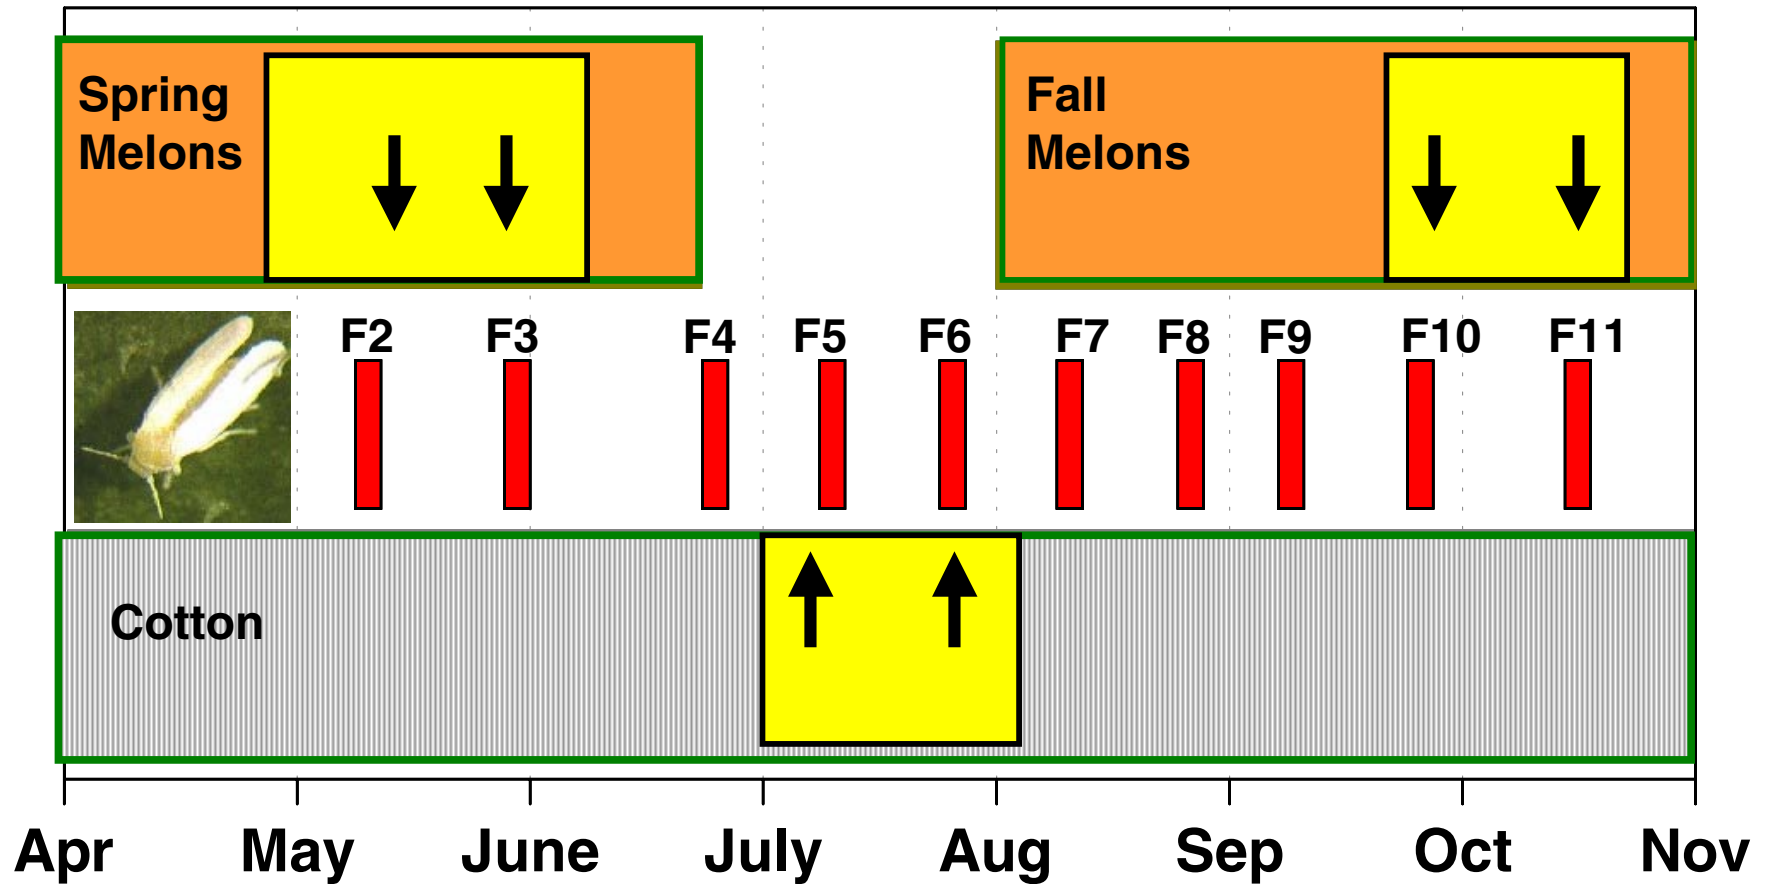 Spring
Melons
Fall
Melons
F2 F3 F4 F5 F6 F7 F8 F9 F10 F11
Cotton
Apr May June July Aug Sep Oct Nov